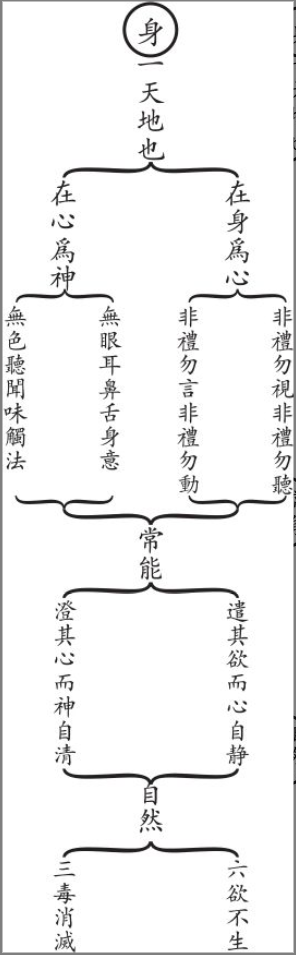 身
一天地也
在身爲心
在心爲神
非禮勿視非禮勿聽
非禮勿言非禮勿動
無眼耳鼻舌身意
無色聽聞味觸法
常能
遣其欲而心自静
澄其心而神自清
自然
六欲不生
三毒消滅